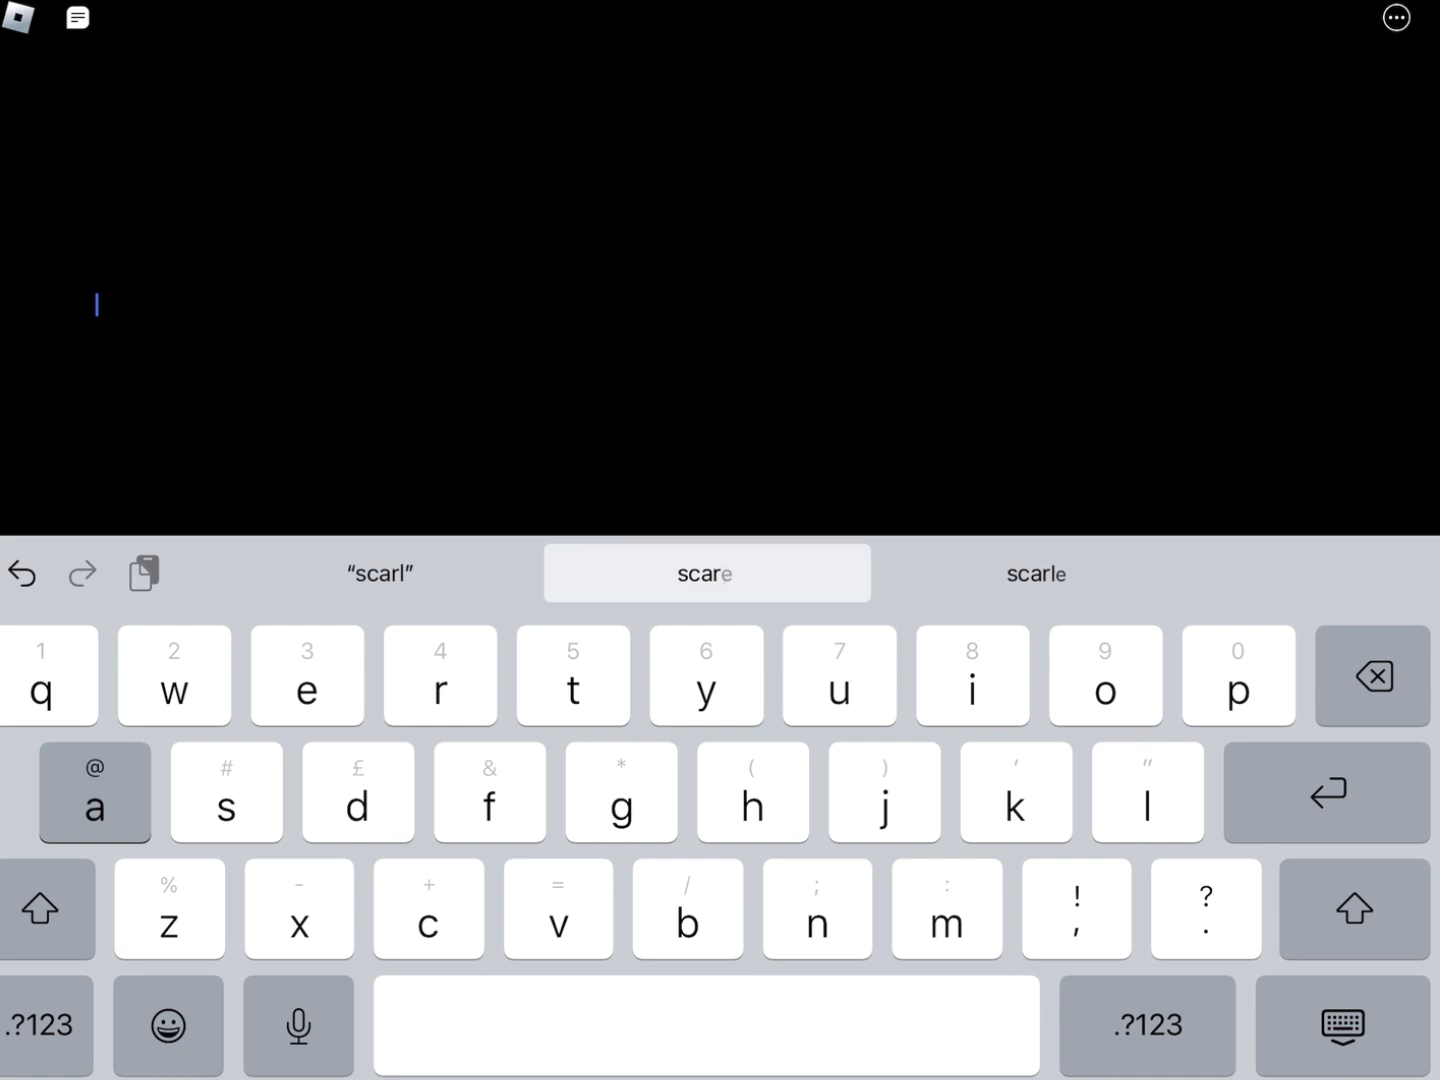 “scarl” scare scarle
1 2 3 4 5 6 7 8 9 0
q w e r t y u i o p
@ # £ & * ( ) ' "
a s d f g h j k l
% - + = / ; : ! ?
z x c v b n m , .
.?123 .?123